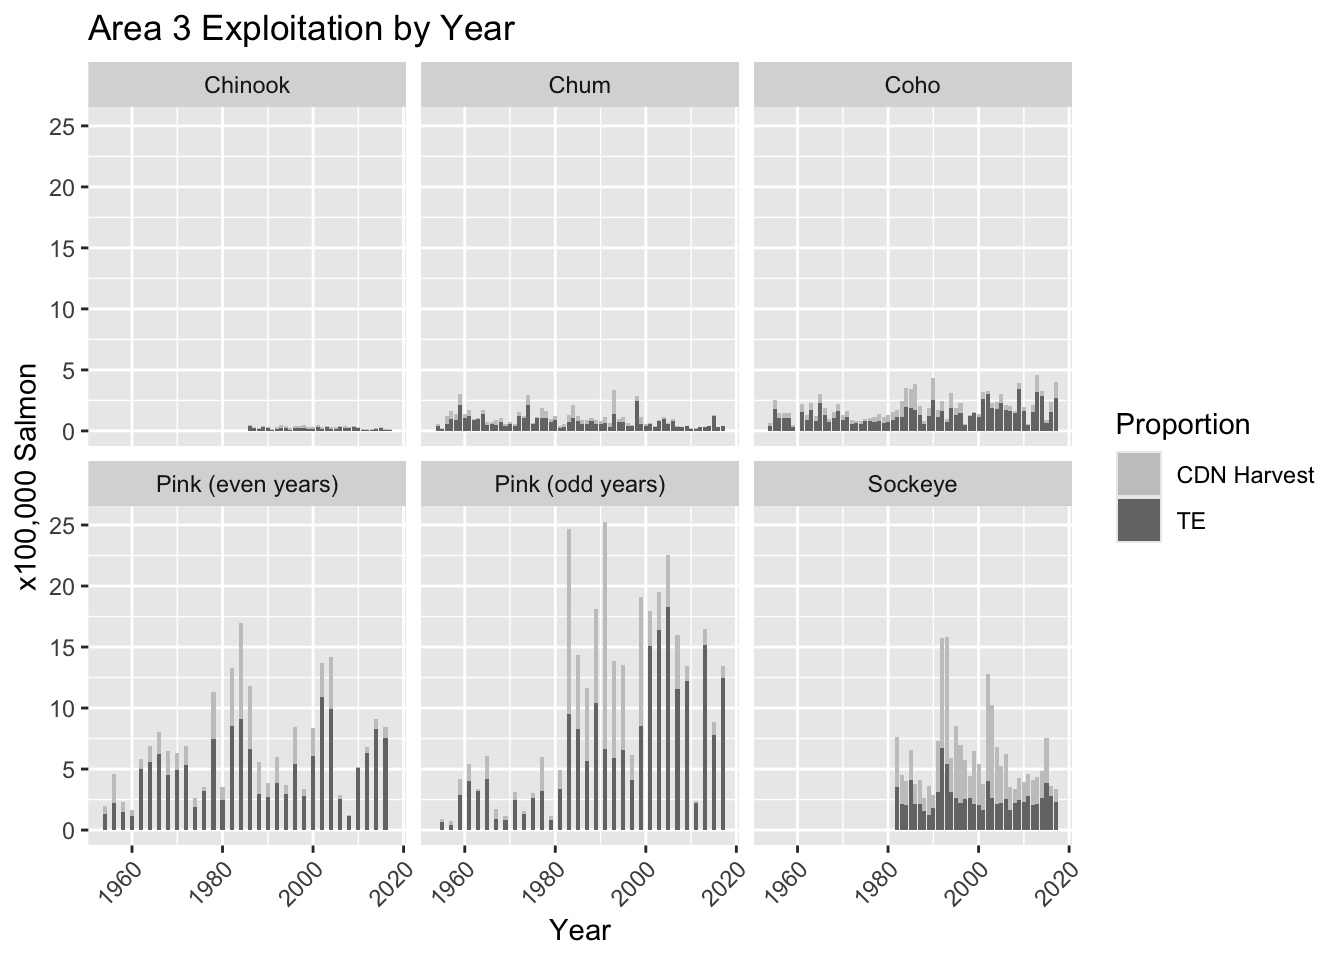 Area 3 Exploitation by Year
Chinook
Chum
Coho
25
20
15
10
5
0
Pink (even years)
Pink (odd years)
Sockeye
25
20
15
10
5
0
x100,000 Salmon
1960
1980
2000
2020
1960
1980
2000
2020
1960
1980
2000
2020
Year
Proportion
CDN Harvest
TE